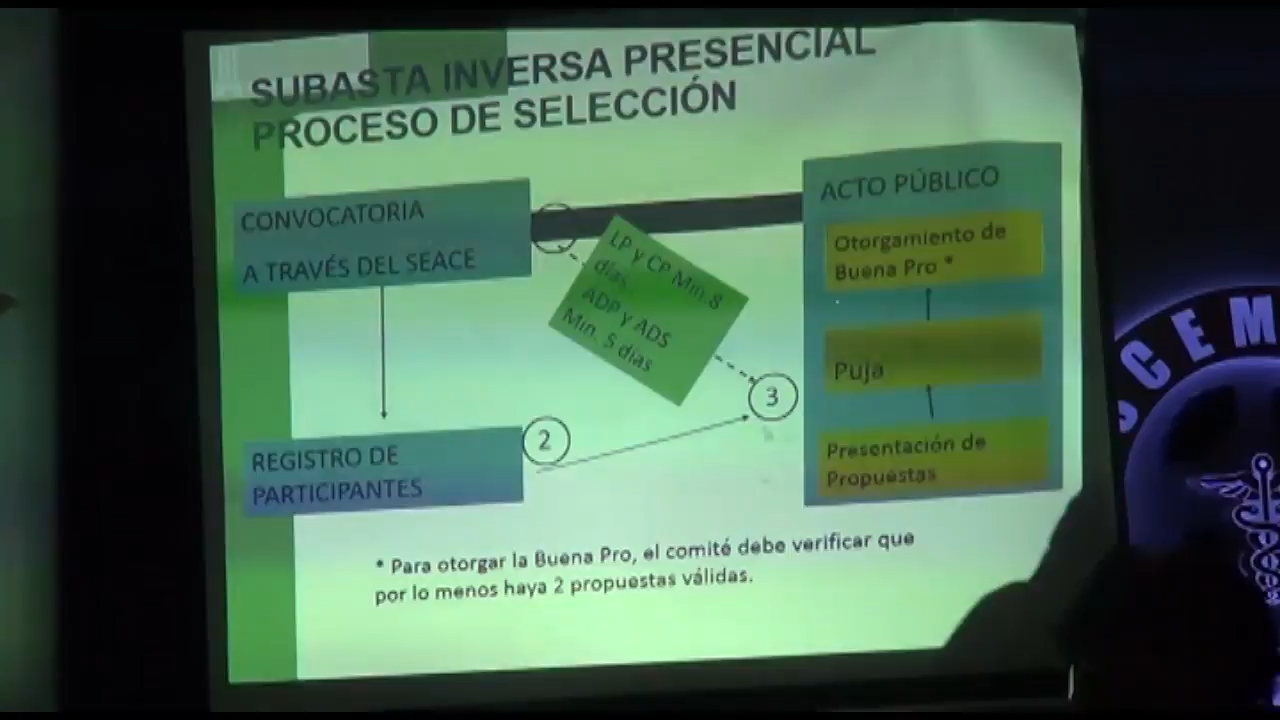 SUBASTA INVERSA PRESENCIAL
PROCESO DE SELECCIÓN
CONVOCATORIA
A TRAVÉS DEL SEACE
LP y CP Min.8
días.
ADP y ADS
Min. 5 días
ACTO PÚBLICO
Otorgamiento de
Buena Pro *
Puja
Presentación de
Propuestas
2
3
REGISTRO DE
PARTICIPANTES
* Para otorgar la Buena Pro, el comité debe verificar que
por lo menos haya 2 propuestas válidas.
SCEM